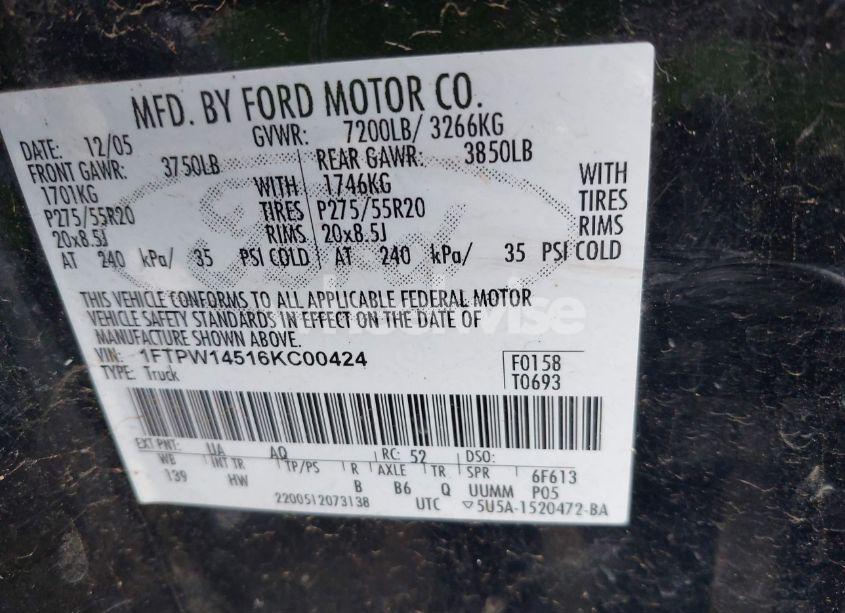 MFD. BY FORD MOTOR CO.
DATE: 12/05 GVWR: 7200LB/ 3266KG
FRONT GAWR: 3750LB REAR GAWR: 3850LB
1701KG WITH 1746KG WITH
P275/55R20 TIRES P275/55R20 TIRES
20x8.5J RIMS 20x8.5J RIMS
AT 240 kPa/ 35 PSI COLD AT 240 kPa/ 35 PSI COLD
THIS VEHICLE CONFORMS TO ALL APPLICABLE FEDERAL MOTOR
VEHICLE SAFETY STANDARDS IN EFFECT ON THE DATE OF
MANUFACTURE SHOWN ABOVE.
VIN: 1FTPW14516KC00424 F0158
TYPE: Truck T0693
EXT PNT: UA AQ RC: 52 DSO:
WB INT TR TP/PS R AXLE TR SPR 6F613
139 HW B B6 Q UUMM P05
2200512073138 UTC ▽5U5A-1520472-BA